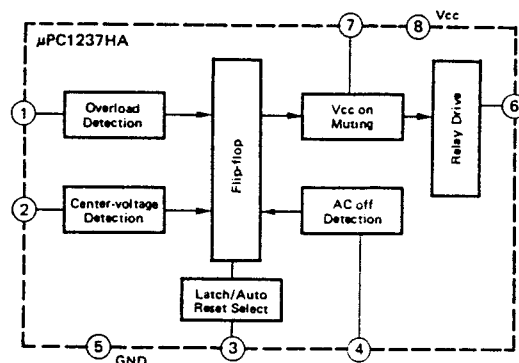 7
8
Vcc
μPC1237HA
1
Overload
Detection
Flip-flop
Vcc on
Muting
Relay Drive
6
2
Center-voltage
Detection
AC off
Detection
Latch/Auto
Reset Select
5
GND
3
4